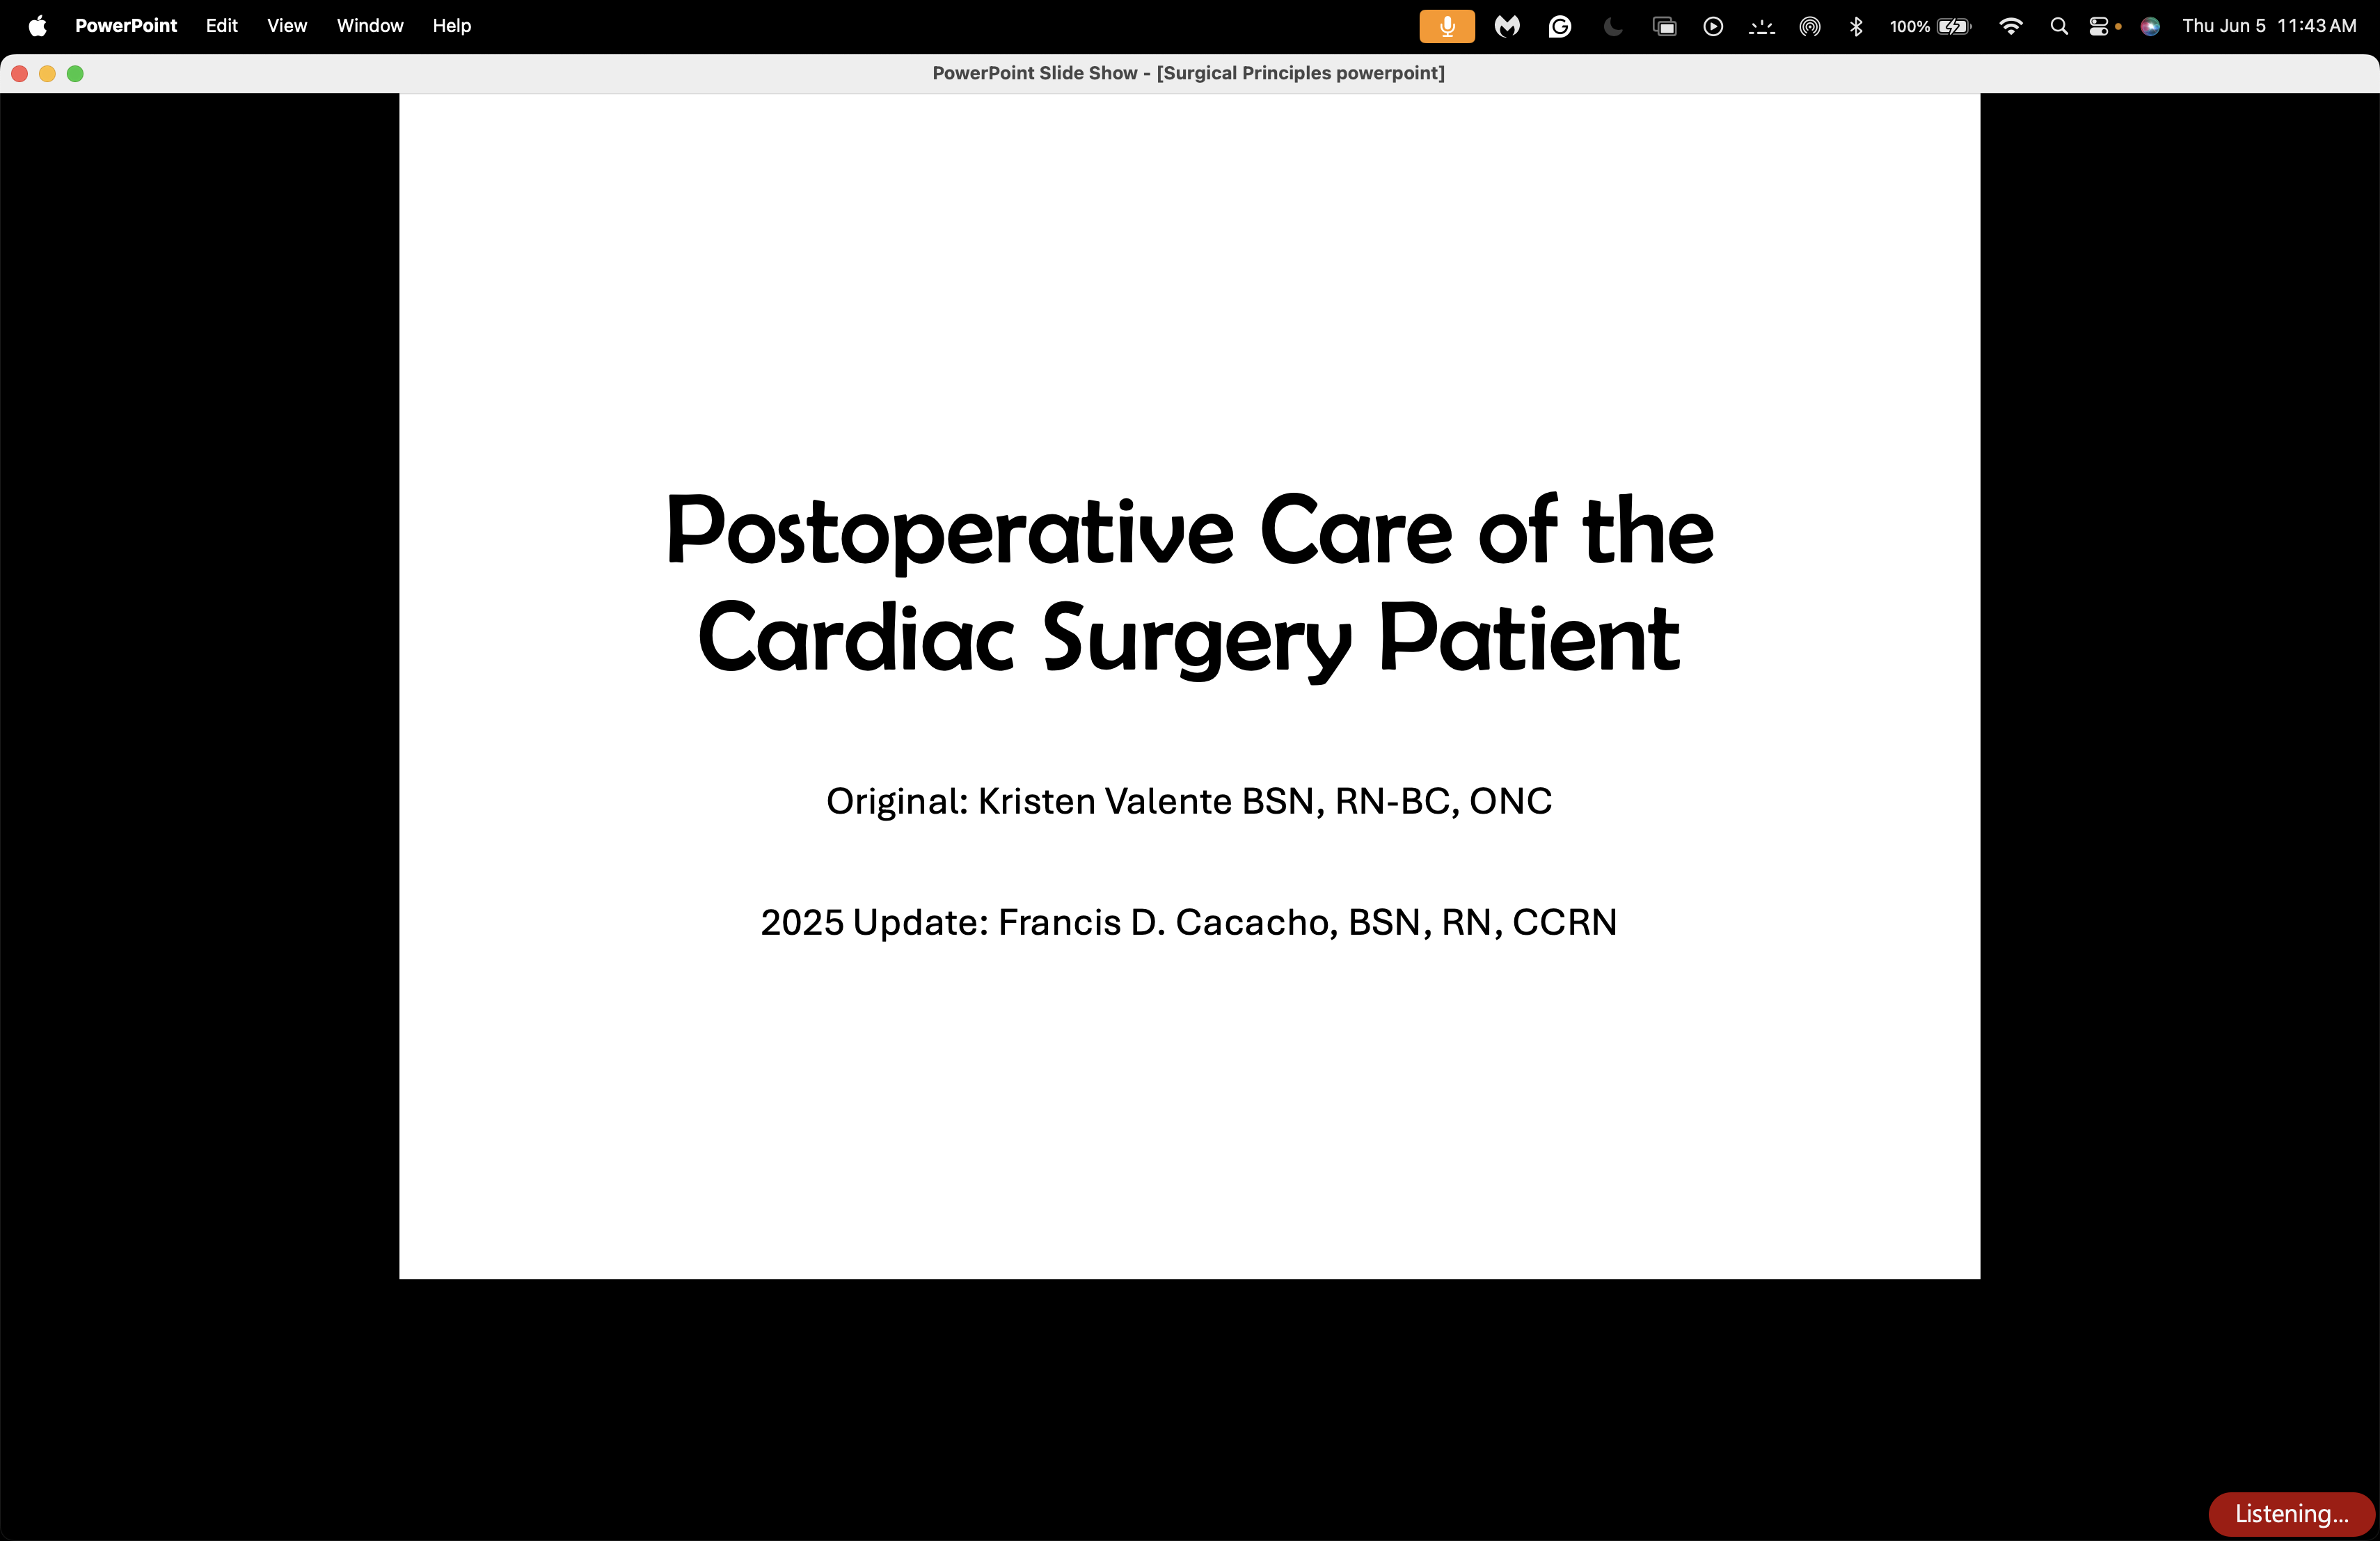 PowerPoint Edit View Window Help 100% Thu Jun 5 11:43 AM
PowerPoint Slide Show - [Surgical Principles powerpoint]
Postoperative Care of the
Cardiac Surgery Patient
Original: Kristen Valente BSN, RN-BC, ONC
2025 Update: Francis D. Cacacho, BSN, RN, CCRN
Listening...